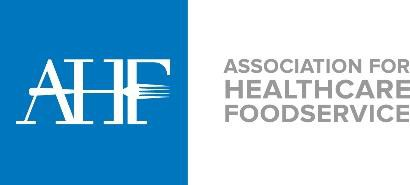 AHF
ASSOCIATION FOR
HEALTHCARE
FOODSERVICE